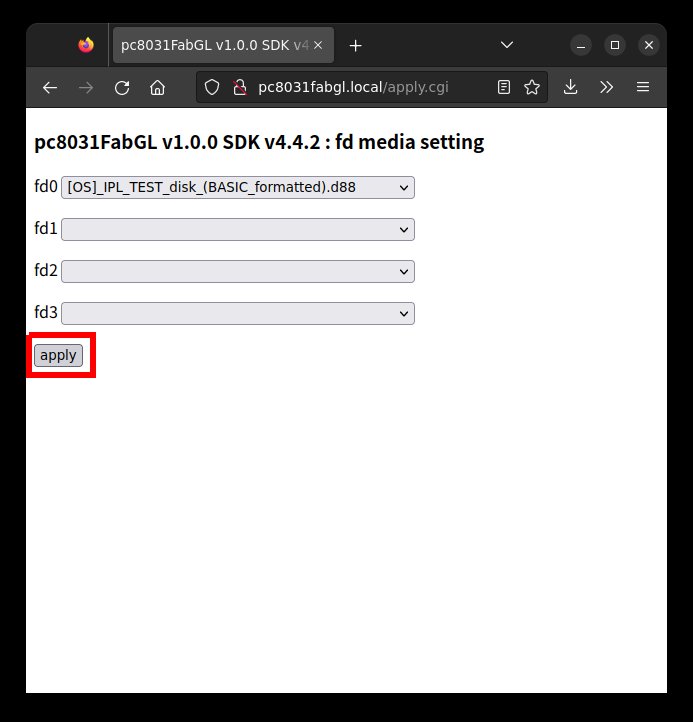 pc8031FabGL v1.0.0 SDK v4
pc8031fabgl.local/apply.cgi
pc8031FabGL v1.0.0 SDK v4.4.2 : fd media setting
fd0 [OS]_IPL_TEST_disk_(BASIC_formatted).d88
fd1
fd2
fd3
apply